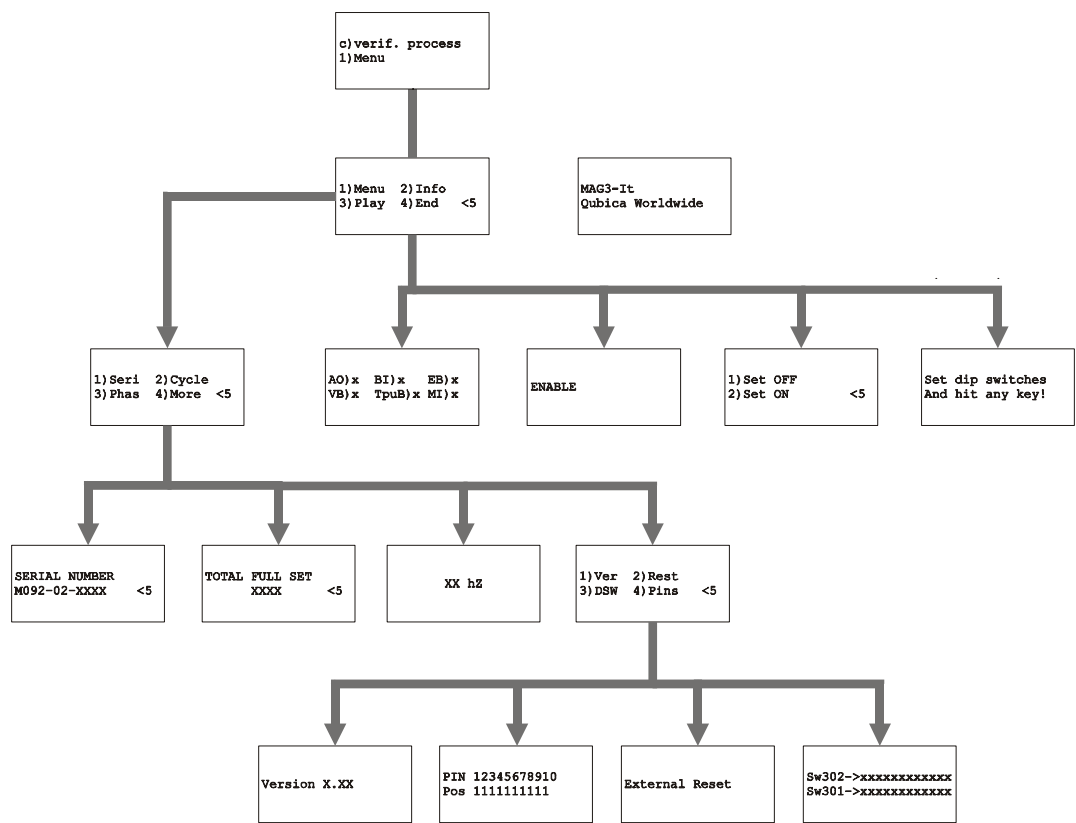 c)verif. process
1)Menu
1)Menu 2)Info
3)Play 4)End <5
MAG3-It
Qubica Worldwide
1)Seri 2)Cycle
3)Phas 4)More <5
AO)x BI)x EB)x
VB)x TpuB)x MI)x
ENABLE
1)Set OFF
2)Set ON <5
Set dip switches
And hit any key!
SERIAL NUMBER
M092-02-XXXX <5
TOTAL FULL SET
XXXX <5
XX hZ
1)Ver 2)Rest
3)DSW 4)Pins <5
Version X.XX
PIN 12345678910
Pos 1111111111
External Reset
Sw302->xxxxxxxxxxxx
Sw301->xxxxxxxxxxxx